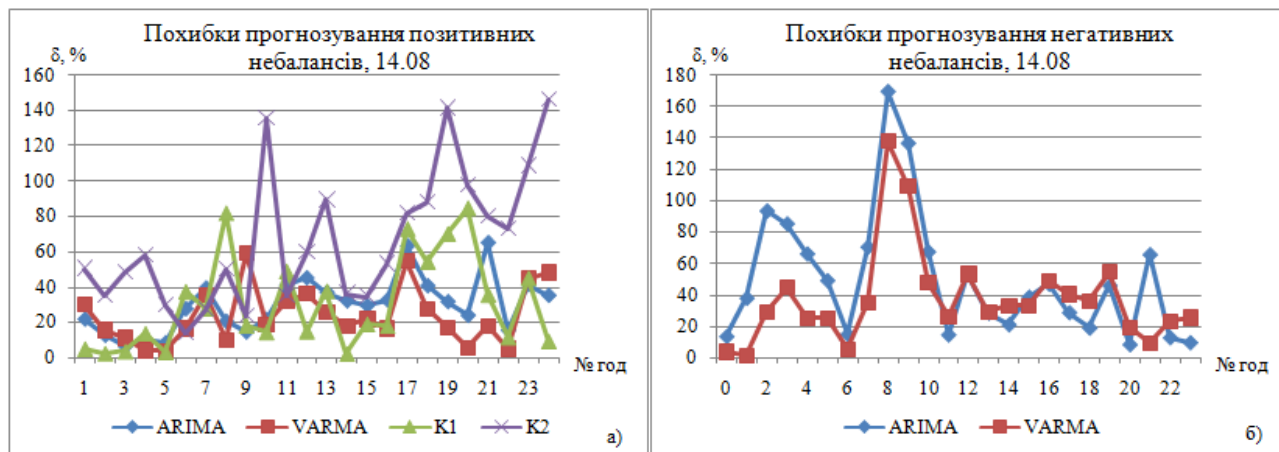 Похибки прогнозування позитивних
небалансів, 14.08
δ, %
160
140
120
100
80
60
40
20
0
1 3 5 7 9 11 13 15 17 19 21 23
№ год
ARIMA VARMA K1 K2
а)
Похибки прогнозування негативних
небалансів, 14.08
δ, %
180
160
140
120
100
80
60
40
20
0
0 2 4 6 8 10 12 14 16 18 20 22
№ год
ARIMA VARMA
б)